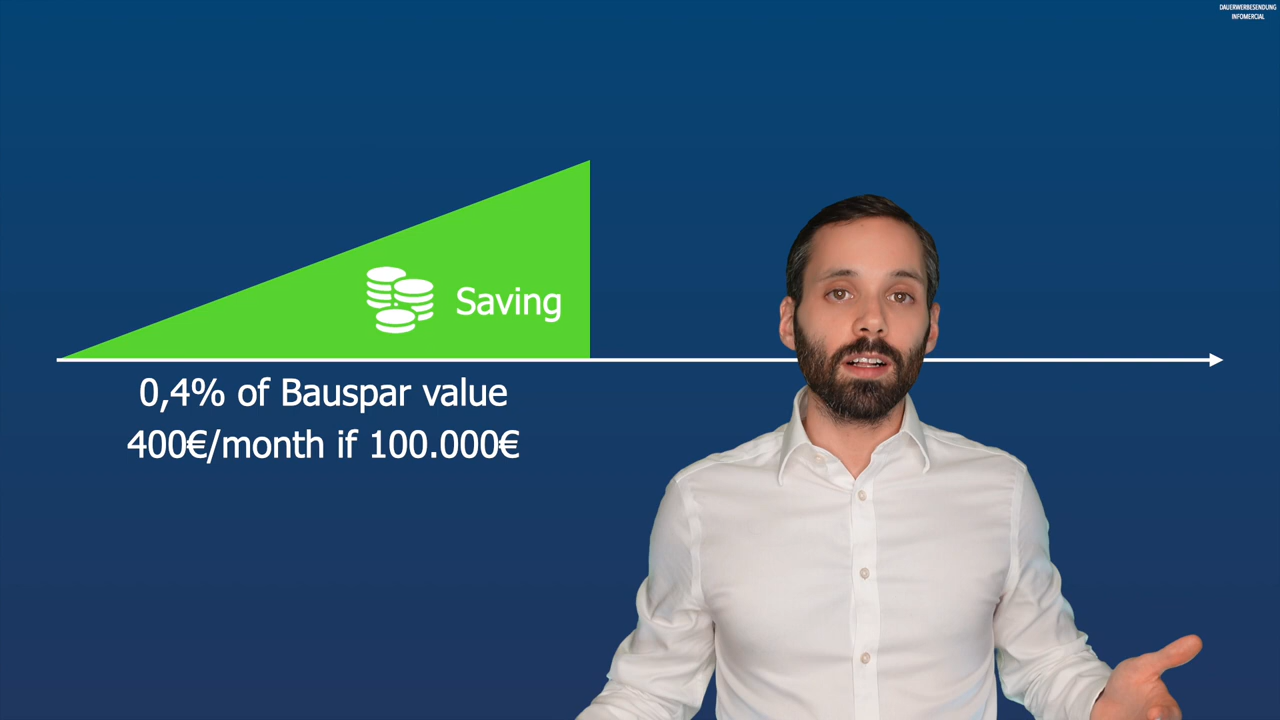 DAUERWERBESENDUNG
INFOMERCIAL
Saving
0,4% of Bauspar value
400€/month if 100.000€